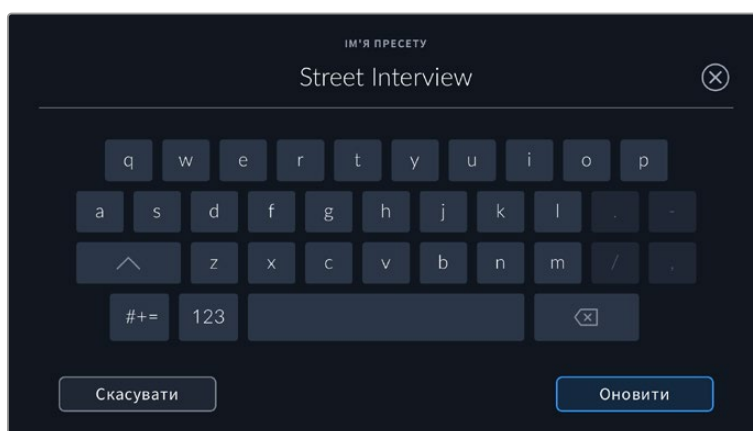 ІМ'Я ПРЕСЕТУ
Street Interview
q w e r t y u i o p
a s d f g h j k l . -
z x c v b n m / ,
#+= 123
Скасувати Оновити